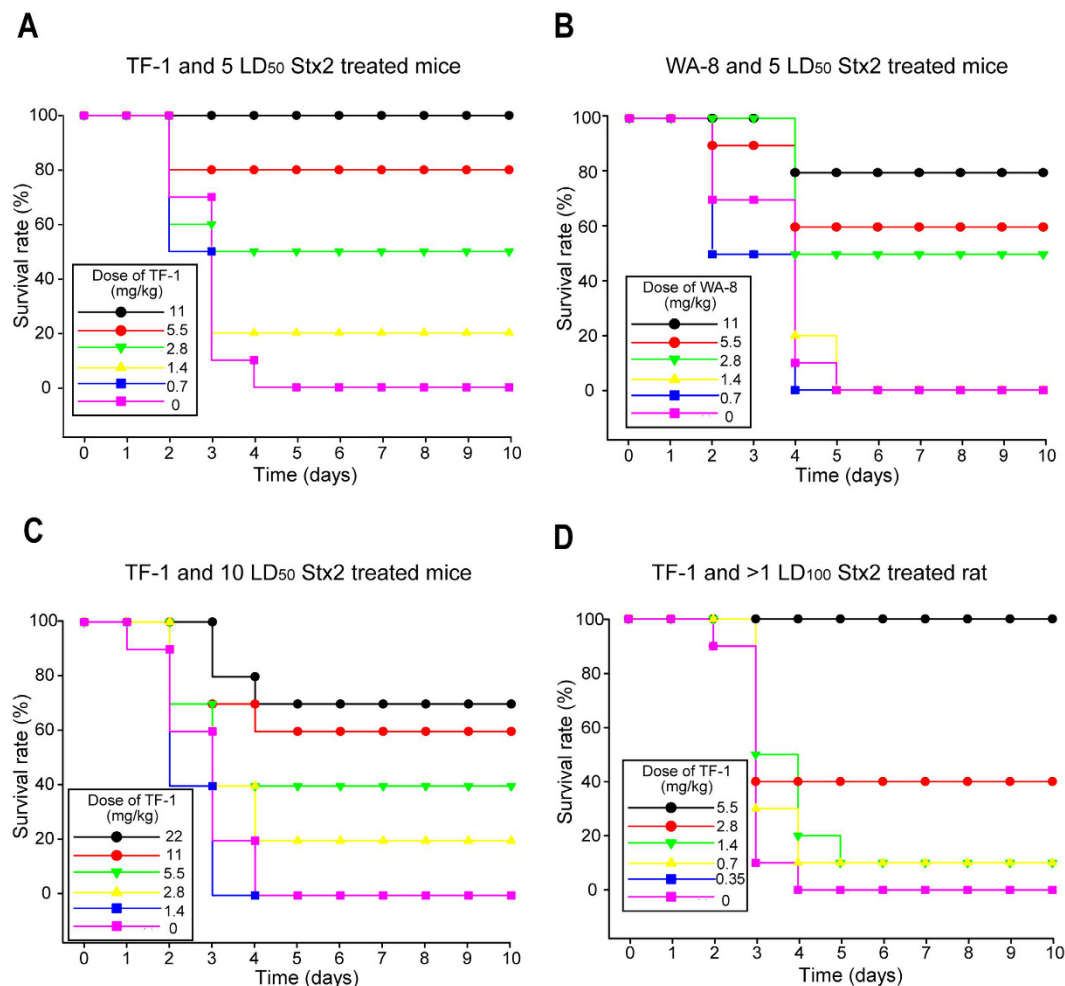 A
TF-1 and 5 LD50 Stx2 treated mice
Survival rate (%)
100
80
60
40
20
0
Dose of TF-1
(mg/kg)
11
5.5
2.8
1.4
0.7
0
0 1 2 3 4 5 6 7 8 9 10
Time (days)
B
WA-8 and 5 LD50 Stx2 treated mice
Survival rate (%)
100
80
60
40
20
0
Dose of WA-8
(mg/kg)
11
5.5
2.8
1.4
0.7
0
0 1 2 3 4 5 6 7 8 9 10
Time (days)
C
TF-1 and 10 LD50 Stx2 treated mice
Survival rate (%)
100
80
60
40
20
0
Dose of TF-1
(mg/kg)
22
11
5.5
2.8
1.4
0
0 1 2 3 4 5 6 7 8 9 10
Time (days)
D
TF-1 and >1 LD100 Stx2 treated rat
Survival rate (%)
100
80
60
40
20
0
Dose of TF-1
(mg/kg)
5.5
2.8
1.4
0.7
0.35
0
0 1 2 3 4 5 6 7 8 9 10
Time (days)